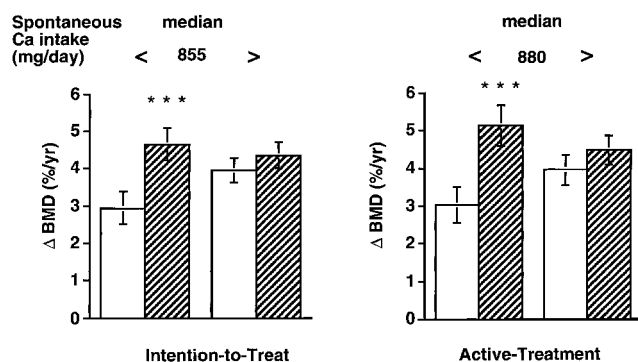 Spontaneous
Ca intake
(mg/day)
median
< 855 >
* * *
6
5
4
3
2
1
0
Δ BMD (%/yr)
Intention-to-Treat
median
< 880 >
* * *
6
5
4
3
2
1
0
Δ BMD (%/yr)
Active-Treatment